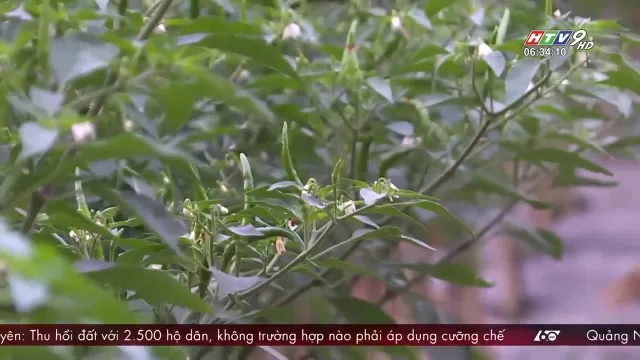 HTV9 HD
06:34:10
yên: Thu hồi đất với 2.500 hộ dân, không trường hợp nào phải áp dụng cưỡng chế 60 Quảng N